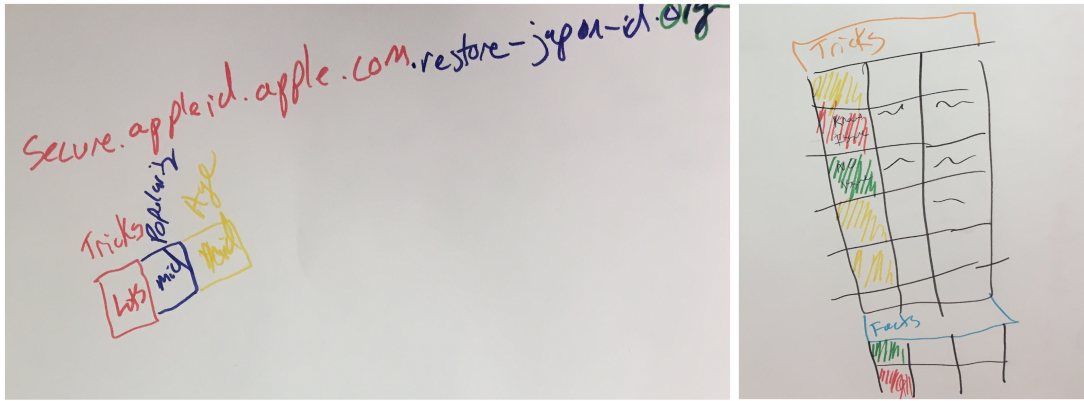 Secure.appleid.apple.com.restore-japan-id.org
Tricks Popularity Age
Lots mid
Tricks
Facts